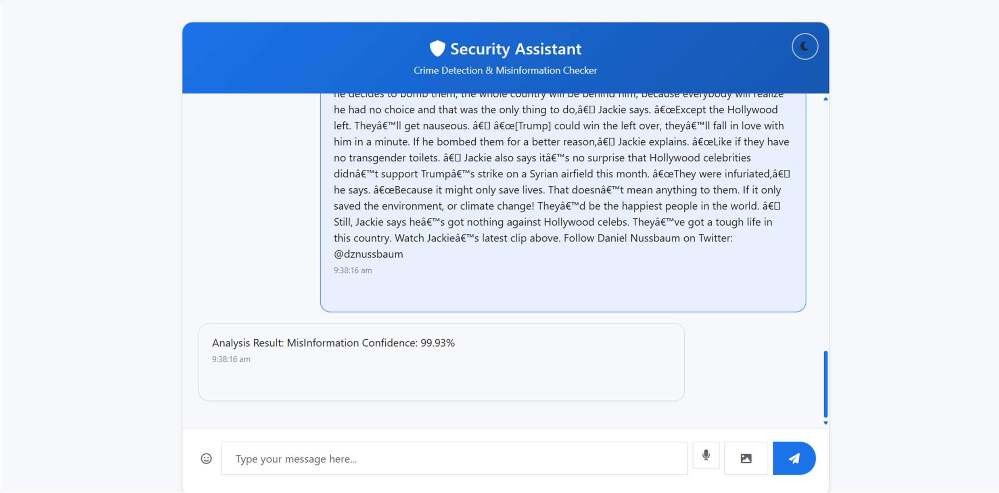 Security Assistant
Crime Detection & Misinformation Checker
he decides to bomb them, the whole country will be behind him, because everybody will realize
he had no choice and that was the only thing to do,â€▯ Jackie says. â€œExcept the Hollywood
left. Theyâ€™ll get nauseous. â€▯ â€œ[Trump] could win the left over, theyâ€™ll fall in love with
him in a minute. If he bombed them for a better reason,â€▯ Jackie explains. â€œLike if they have
no transgender toilets. â€▯ Jackie also says itâ€™s no surprise that Hollywood celebrities
didnâ€™t support Trumpâ€™s strike on a Syrian airfield this month. â€œThey were infuriated,â€▯
he says. â€œBecause it might only save lives. That doesnâ€™t mean anything to them. If it only
saved the environment, or climate change! Theyâ€™d be the happiest people in the world. â€▯
Still, Jackie says heâ€™s got nothing against Hollywood celebs. Theyâ€™ve got a tough life in
this country. Watch Jackieâ€™s latest clip above. Follow Daniel Nussbaum on Twitter:
@dznussbaum
9:38:16 am
Analysis Result: MisInformation Confidence: 99.93%
9:38:16 am
Type your message here...